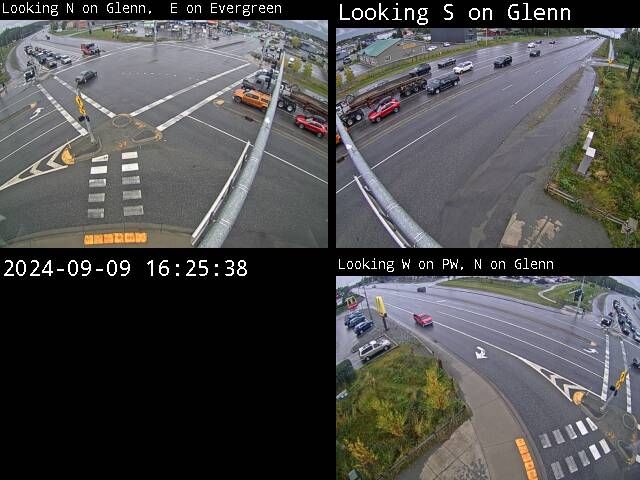 Looking N on Glenn, E on Evergreen
Looking S on Glenn
2024-09-09 16:25:38
Looking W on PW, N on Glenn